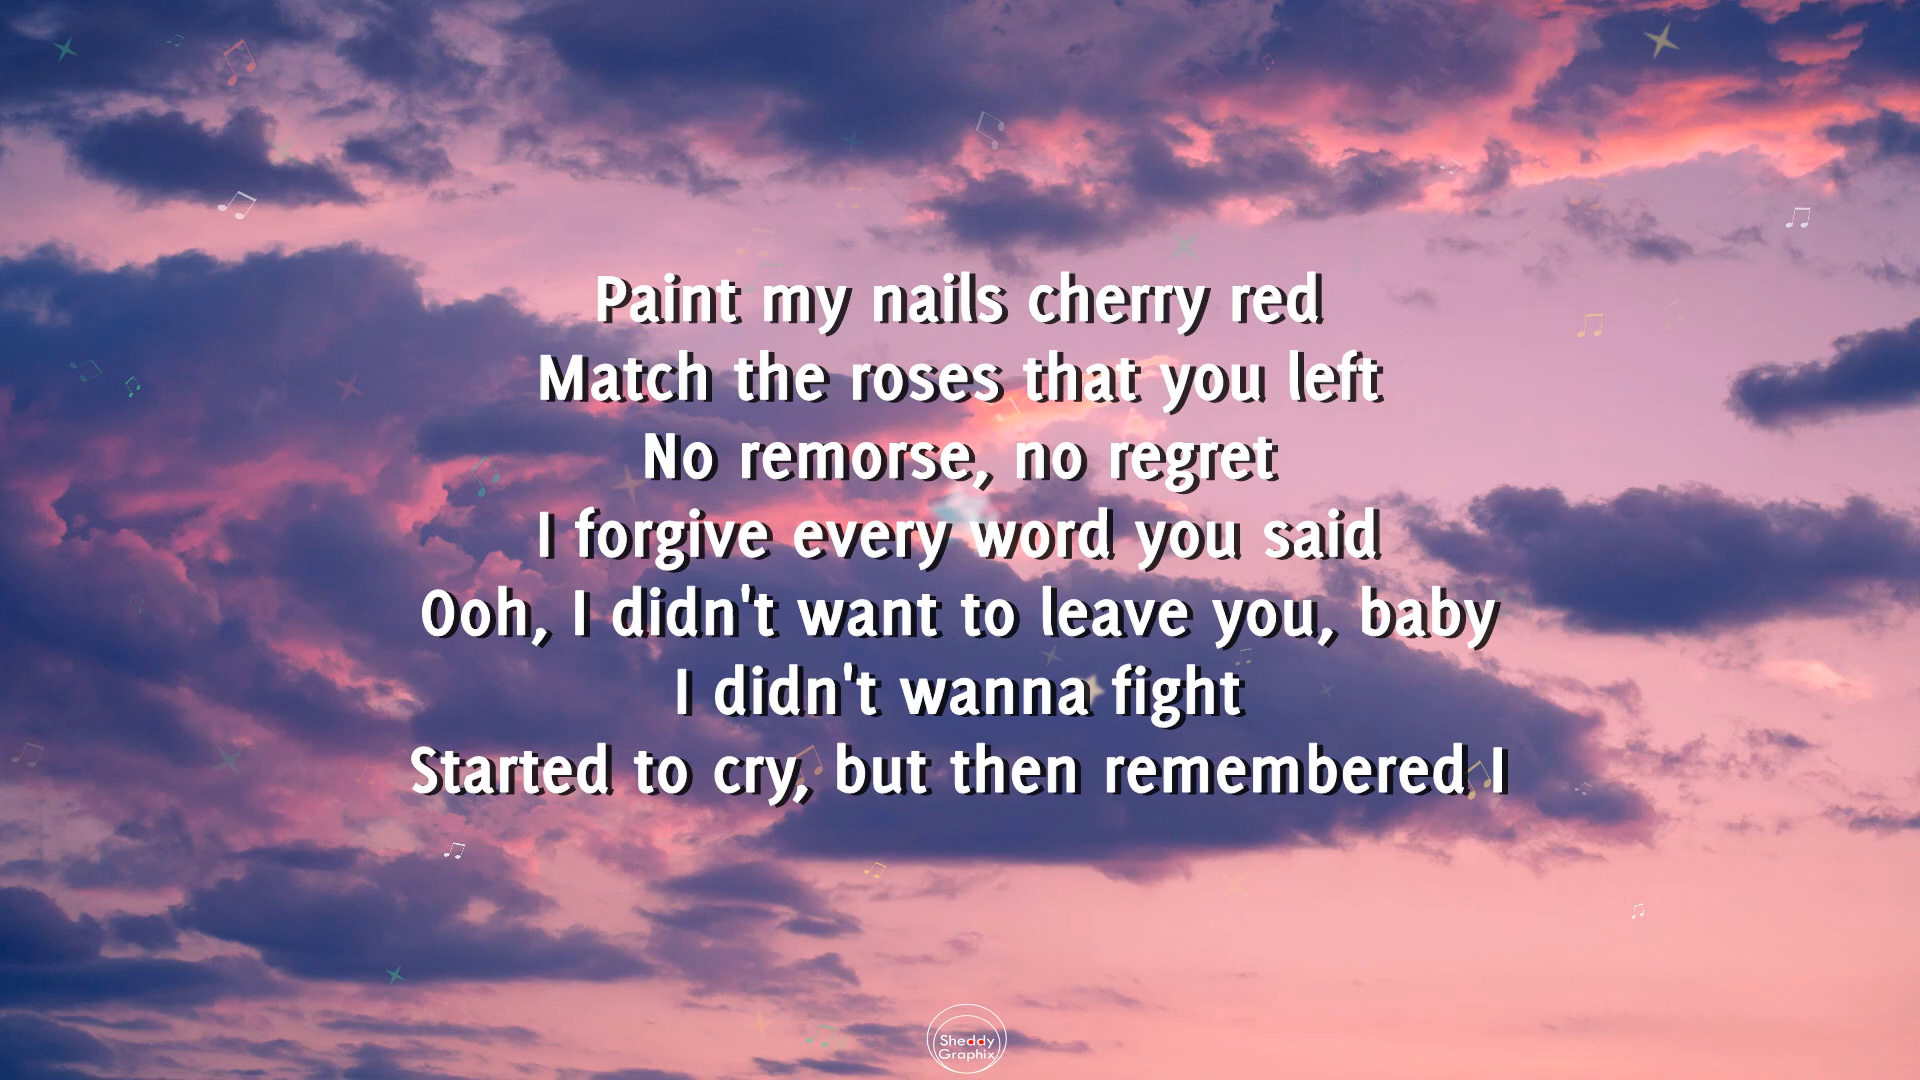 Paint my nails cherry red
Match the roses that you left
No remorse, no regret
I forgive every word you said
Ooh, I didn't want to leave you, baby
I didn't wanna fight
Started to cry, but then remembered I
Sheddy
Graphix